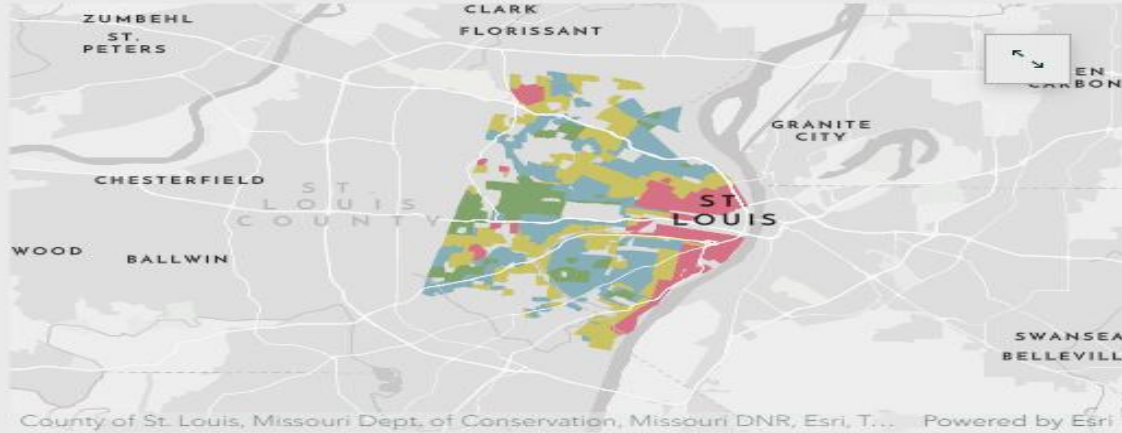 CLARK
ZUMBEHL
FLORISSANT
ST.
PETERS
EN
CARBON
GRANITE
CITY
CHESTERFIELD
ST.
LOUIS
COUNTY
ST
LOUIS
WOOD
BALLWIN
SWANSEA
BELLEVILL
County of St. Louis, Missouri Dept. of Conservation, Missouri DNR, Esri, T... Powered by Esri